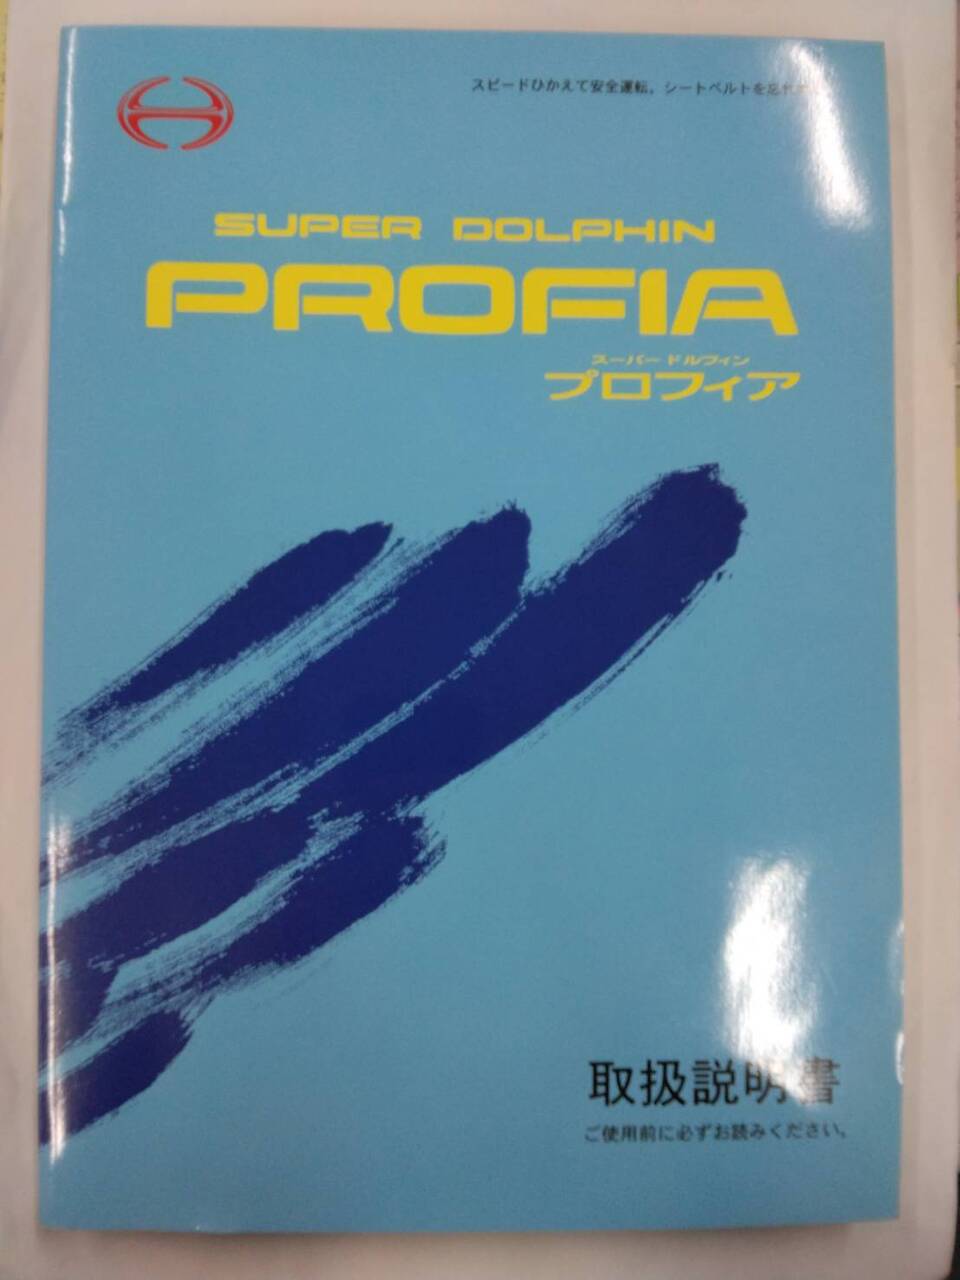 スピードひかえて安全運転。シートベルトを忘れ
SUPER DOLPHIN
PROFIA
スーパー ドルフィン
プロフィア
取扱説明書
ご使用前に必ずお読みください。